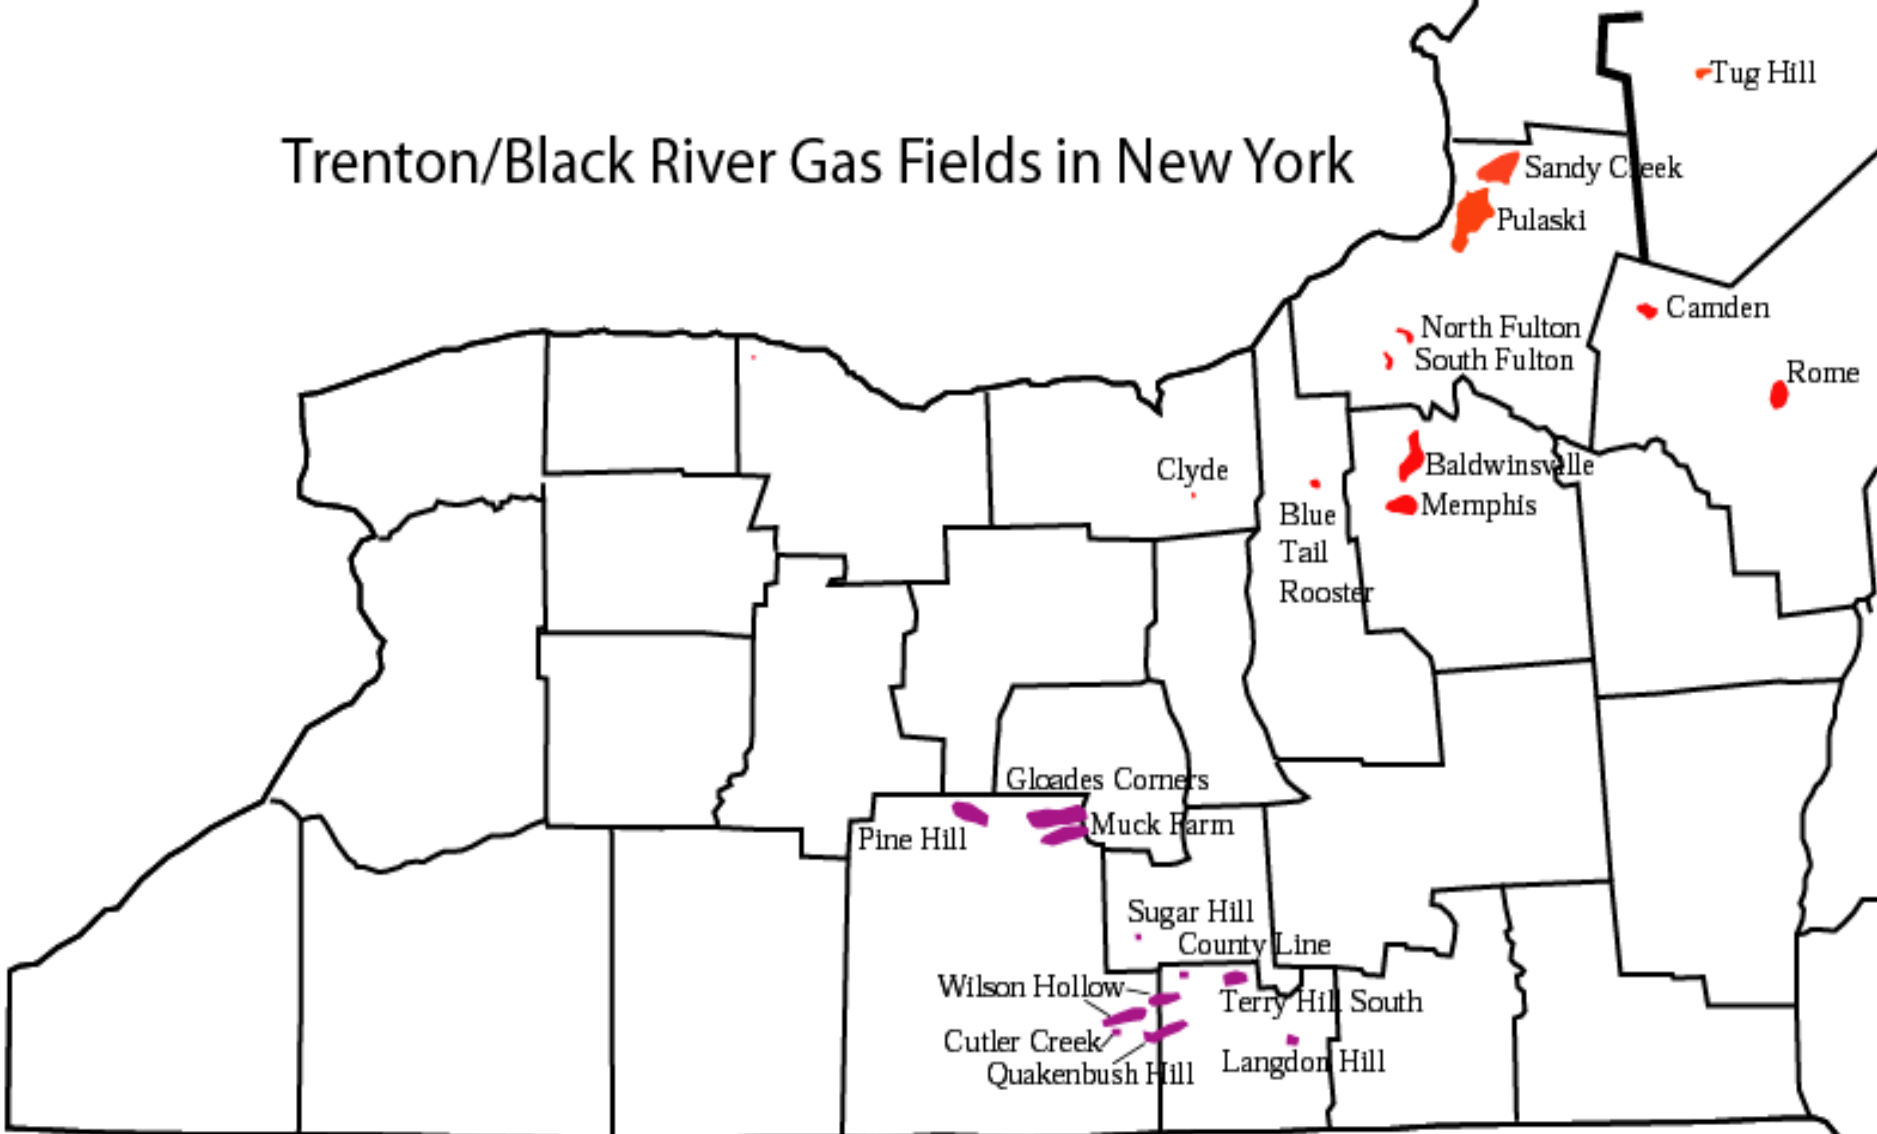 Trenton/Black River Gas Fields in New York
Tug Hill
Sandy Creek
Pulaski
Camden
North Fulton
South Fulton
Rome
Clyde
Baldwinsville
Memphis
Blue
Tail
Rooster
Gloades Corners
Pine Hill
Muck Farm
Sugar Hill
County Line
Wilson Hollow
Terry Hill South
Cutler Creek
Langdon Hill
Quakenbush Hill